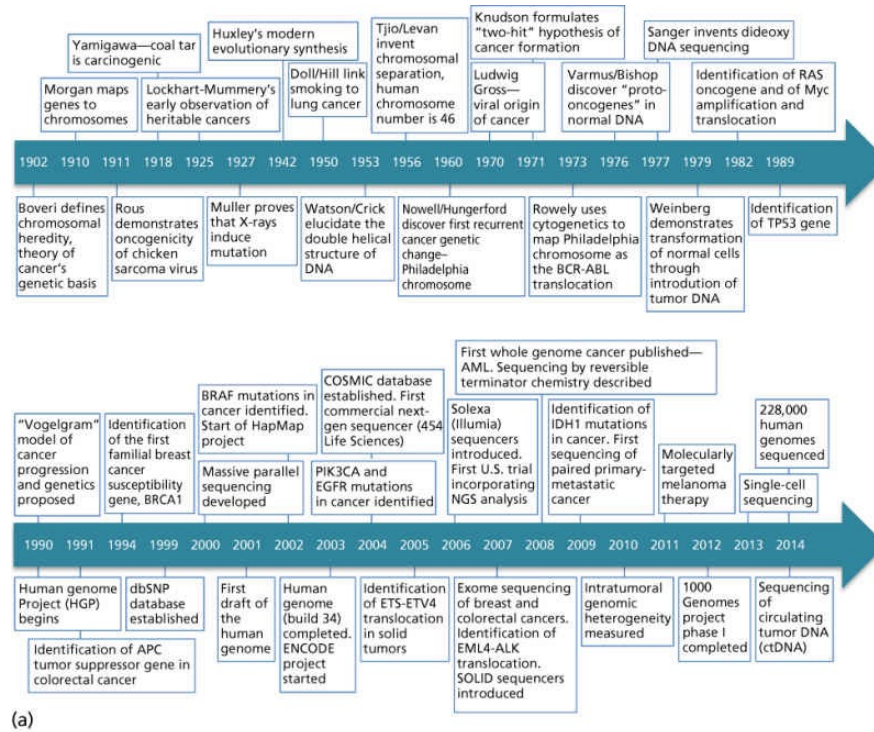 Yamigawa—coal tar
is carcinogenic
Huxley's modern
evolutionary synthesis
Tjio/Levan
invent
chromosomal
separation,
human
chromosome
number is 46
Knudson formulates
"two-hit" hypothesis of
cancer formation
Sanger invents dideoxy
DNA sequencing
Morgan maps
genes to
chromosomes
Lockhart-Mummery's
early observation of
heritable cancers
Doll/Hill link
smoking to
lung cancer
Ludwig
Gross—
viral origin
of cancer
Varmus/Bishop
discover "proto-
oncogenes" in
normal DNA
Identification of RAS
oncogene and of Myc
amplification and
translocation
1902 1910 1911 1918 1925 1927 1942 1950 1953 1956 1960 1970 1971 1973 1976 1977 1979 1982 1989
Boveri defines
chromosomal
heredity,
theory of
cancer's
genetic basis
Rous
demonstrates
oncogenicity
of chicken
sarcoma virus
Muller proves
that X-rays
induce
mutation
Watson/Crick
elucidate the
double helical
structure of
DNA
Nowell/Hungerford
discover first recurrent
cancer genetic
change–
Philadelphia
chromosome
Rowely uses
cytogenetics to
map Philadelphia
chromosome as
the BCR-ABL
translocation
Weinberg
demonstrates
transformation
of normal cells
through
introdution of
tumor DNA
Identification
of TP53 gene
"Vogelgram"
model of
cancer
progression
and genetics
proposed
Identification
of the first
familial breast
cancer
susceptibility
gene, BRCA1
BRAF mutations in
cancer identified.
Start of HapMap
project
Massive parallel
sequencing
developed
COSMIC database
established. First
commercial next-
gen sequencer (454
Life Sciences)
PIK3CA and
EGFR mutations
in cancer identified
First whole genome cancer published—
AML. Sequencing by reversible
terminator chemistry described
Solexa
(Illumia)
sequencers
introduced.
First U.S. trial
incorporating
NGS analysis
Identification of
IDH1 mutations
in cancer. First
sequencing of
paired primary-
metastatic
cancer
Molecularly
targeted
melanoma
therapy
228,000
human
genomes
sequenced
Single-cell
sequencing
1990 1991 1994 1999 2000 2001 2002 2003 2004 2005 2006 2007 2008 2009 2010 2011 2012 2013 2014
Human genome
Project (HGP)
begins
Identification of APC
tumor suppressor gene in
colorectal cancer
dbSNP
database
established
First
draft of
the
human
genome
Human
genome
(build 34)
completed.
ENCODE
project
started
Identification
of ETS-ETV4
translocation
in solid
tumors
Exome sequencing
of breast and
colorectal cancers.
Identification of
EML4-ALK
translocation.
SOLID sequencers
introduced
Intratumoral
genomic
heterogeneity
measured
1000
Genomes
project
phase I
completed
Sequencing
of
circulating
tumor DNA
(ctDNA)
(a)